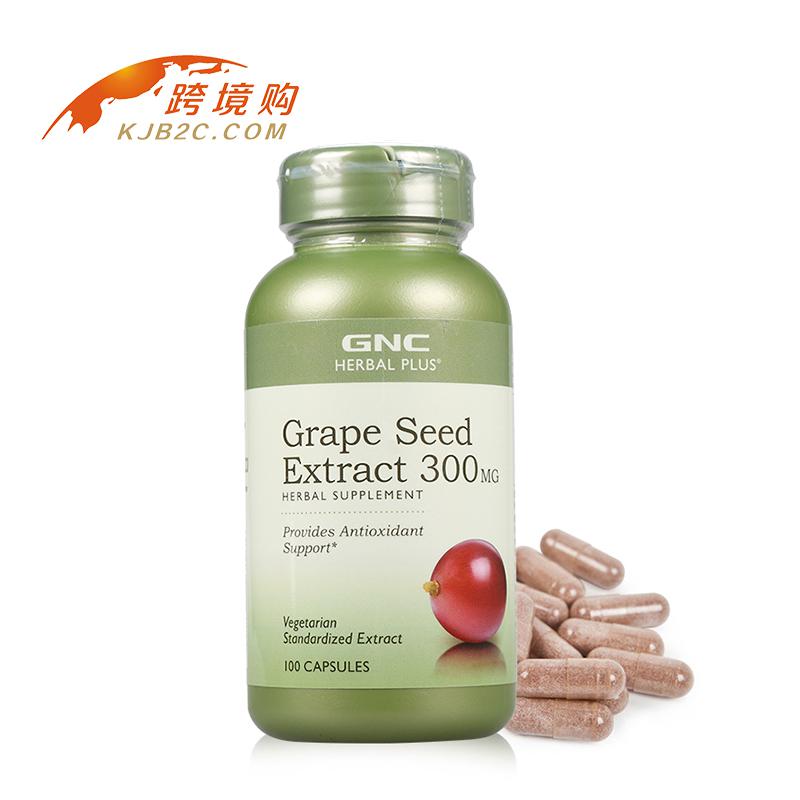 跨境购
KJB2C.COM
GNC
HERBAL PLUS®
Grape Seed
Extract 300MG
HERBAL SUPPLEMENT
Provides Antioxidant
Support*
Vegetarian
Standardized Extract
100 CAPSULES